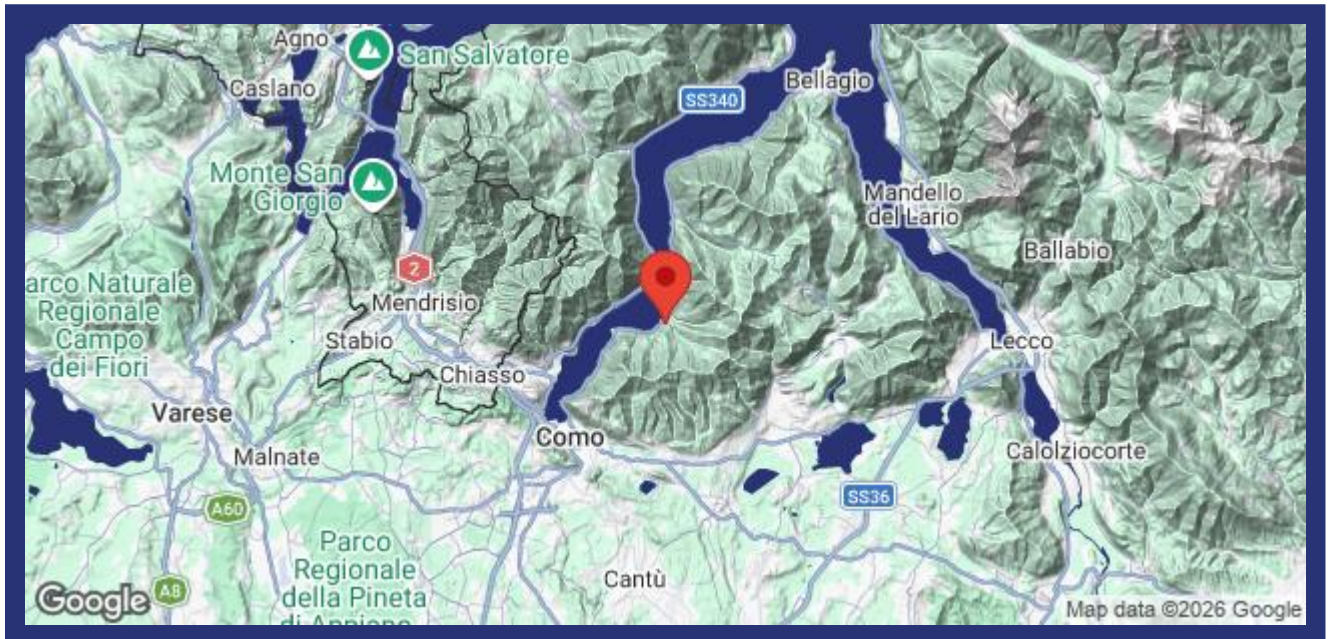 Agno
San Salvatore
Caslano
Bellagio
SS340
Monte San
Giorgio
Mandello
del Lario
Ballabio
2
arco Naturale
Regionale
Campo
dei Fiori
Mendrisio
Stabio
Lecco
Chiasso
Varese
Como
Malnate
Calolziocorte
SS36
A60
Parco
Regionale
della Pineta
di Appiano
Cantù
A8
Google
Map data ©2026 Google